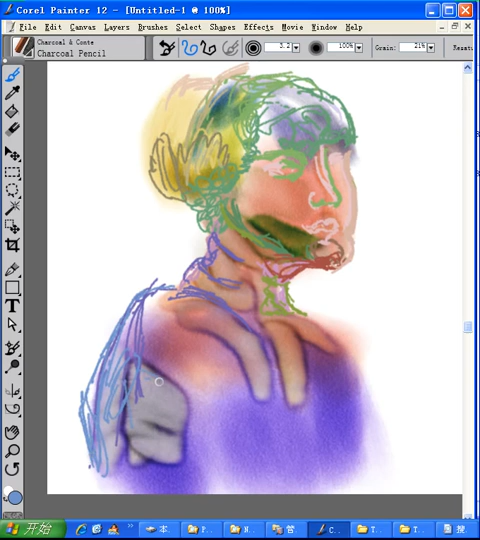 Corel Painter 12 - [Untitled-1 @ 100%]
File Edit Canvas Layers Brushes Select Shapes Effects Movie Window Help
Charcoal & Conte
Charcoal Pencil
3.2
100%
Grain: 21%
T
开始
本
P..
N.
C..
T..
T..